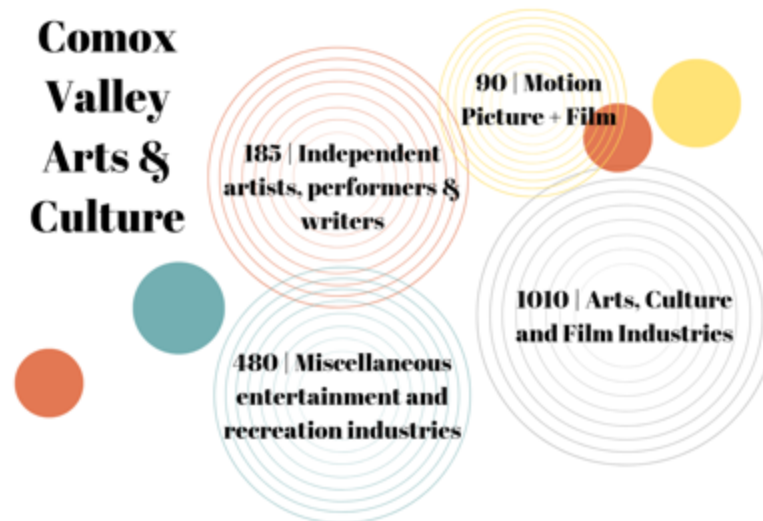 Comox
Valley
Arts &
Culture
185 | Independent
artists, performers &
writers
90 | Motion
Picture + Film
480 | Miscellaneous
entertainment and
recreation industries
1010 | Arts, Culture
and Film Industries